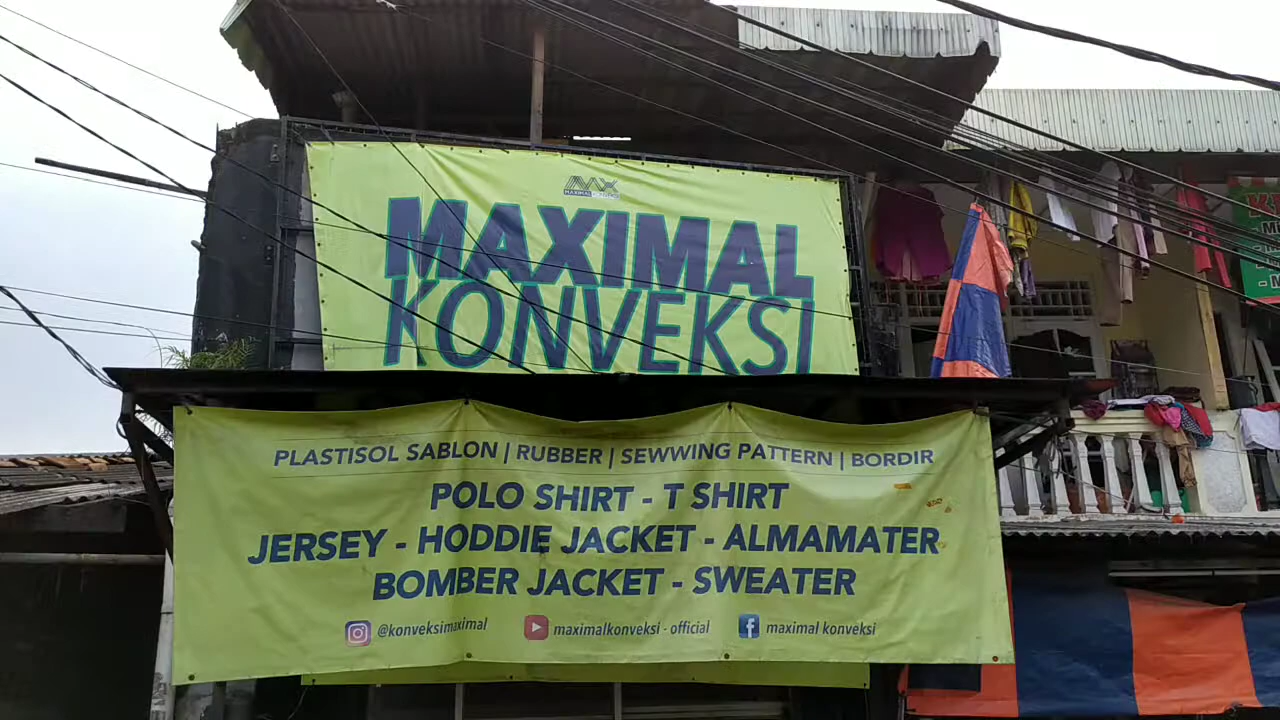 MAXIMAL
KONVEKSI
PLASTISOL SABLON | RUBBER | SEWWING PATTERN | BORDIR
POLO SHIRT - T SHIRT
JERSEY - HODDIE JACKET - ALMAMATER
BOMBER JACKET - SWEATER
@konveksimaximal
maximalkonveksi - official
maximal konveksi